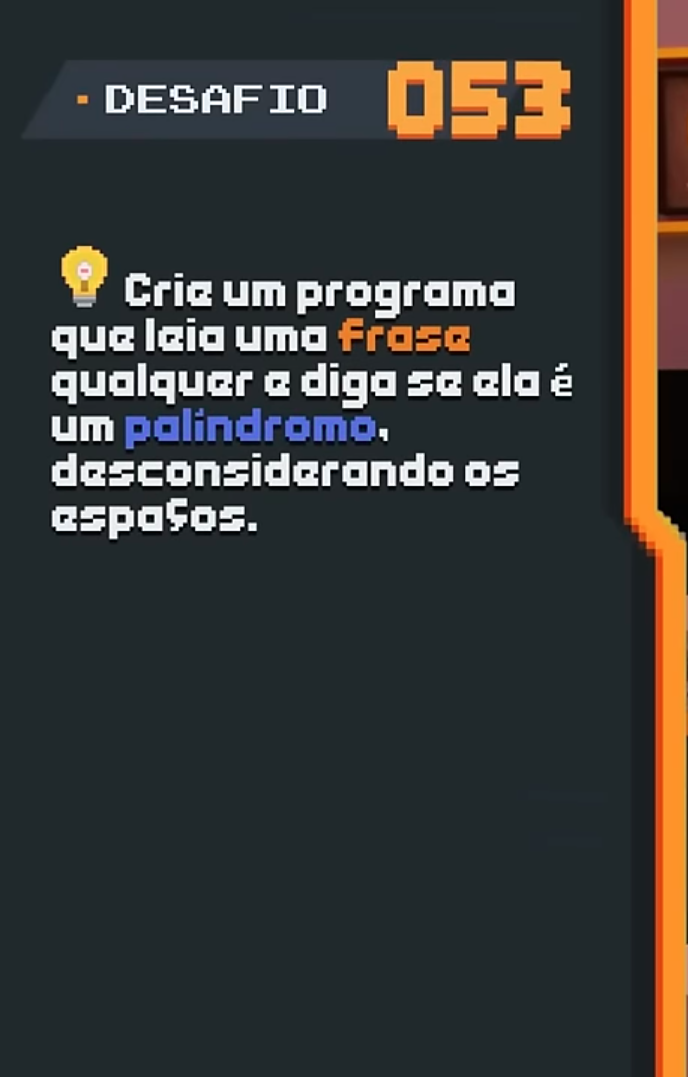 DESAFIO 053
Crie um programa
que leia uma frase
qualquer e diga se ela é
um palíndromo,
desconsiderando os
espaços.